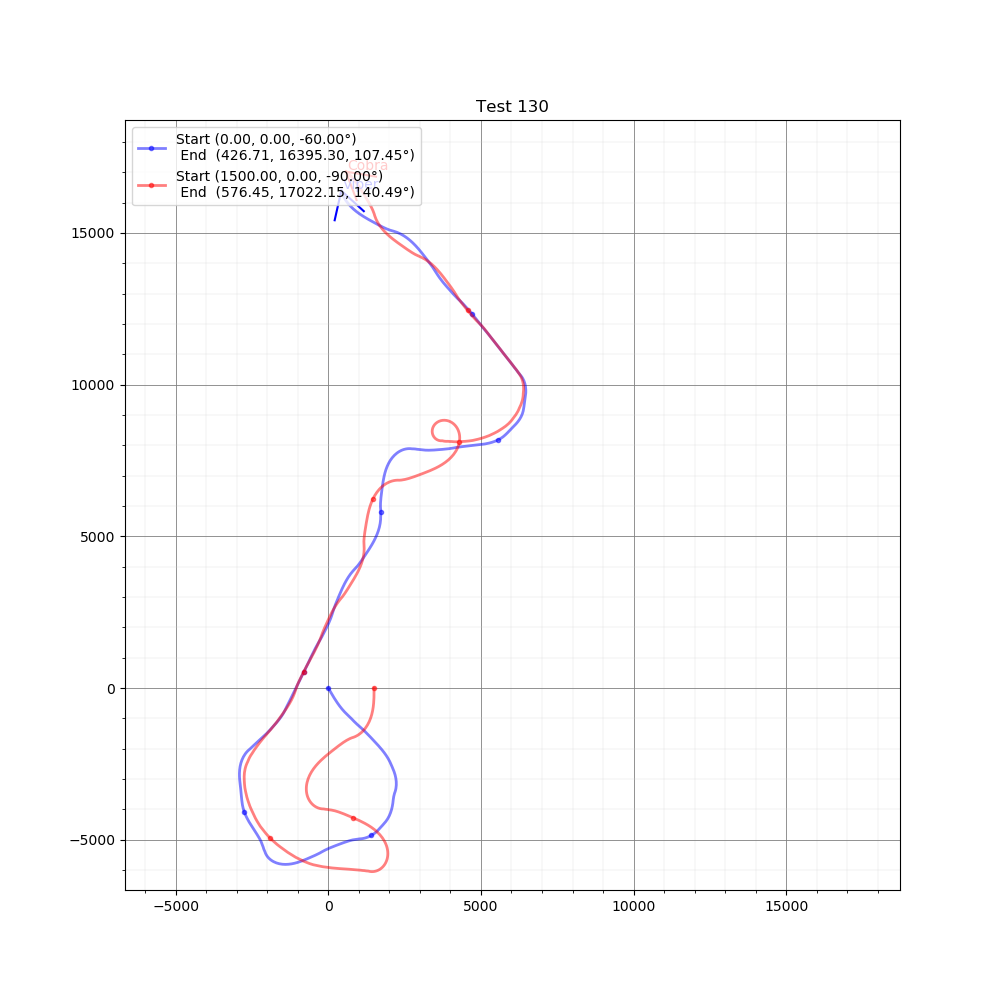 Test 130
Start (0.00, 0.00, -60.00°)
End (426.71, 16395.30, 107.45°)
Start (1500.00, 0.00, -90.00°)
End (576.45, 17022.15, 140.49°)
Cobra
Viper
15000
10000
5000
0
−5000
−5000
0
5000
10000
15000